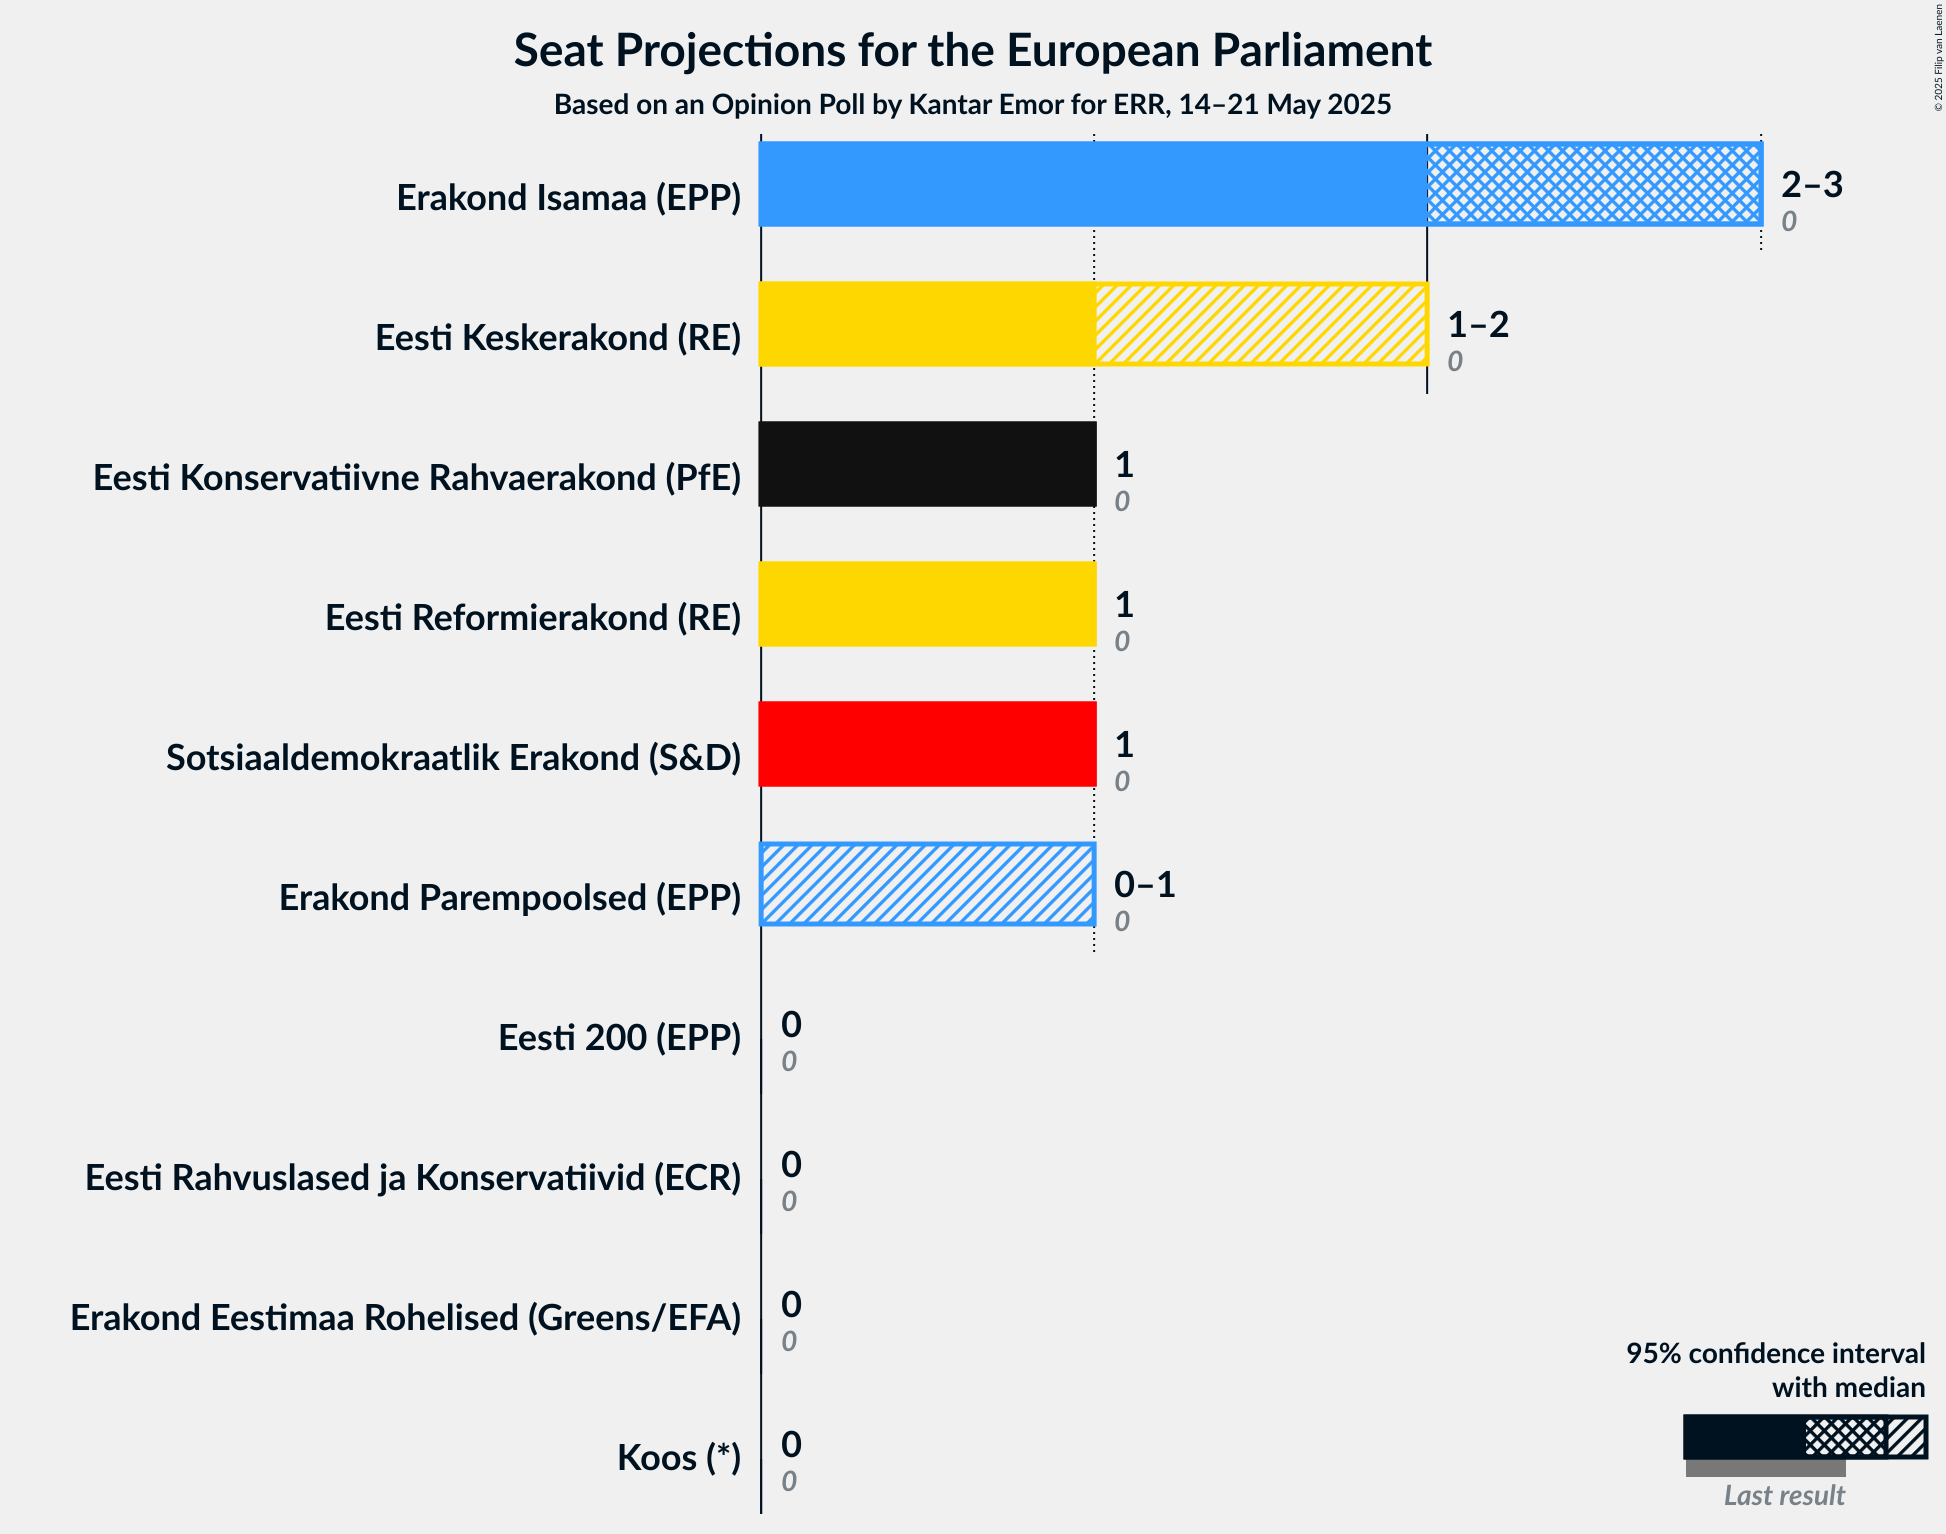 Seat Projections for the European Parliament
Based on an Opinion Poll by Kantar Emor for ERR, 14–21 May 2025
© 2025 Filip van Laenen
Erakond Isamaa (EPP)
2–3
0
Eesti Keskerakond (RE)
1–2
0
Eesti Konservatiivne Rahvaerakond (PfE)
1
0
Eesti Reformierakond (RE)
1
0
Sotsiaaldemokraatlik Erakond (S&D)
1
0
Erakond Parempoolsed (EPP)
0–1
0
Eesti 200 (EPP)
0
0
Eesti Rahvuslased ja Konservatiivid (ECR)
0
0
Erakond Eestimaa Rohelised (Greens/EFA)
0
0
Koos (*)
0
0
95% confidence interval
with median
Last result